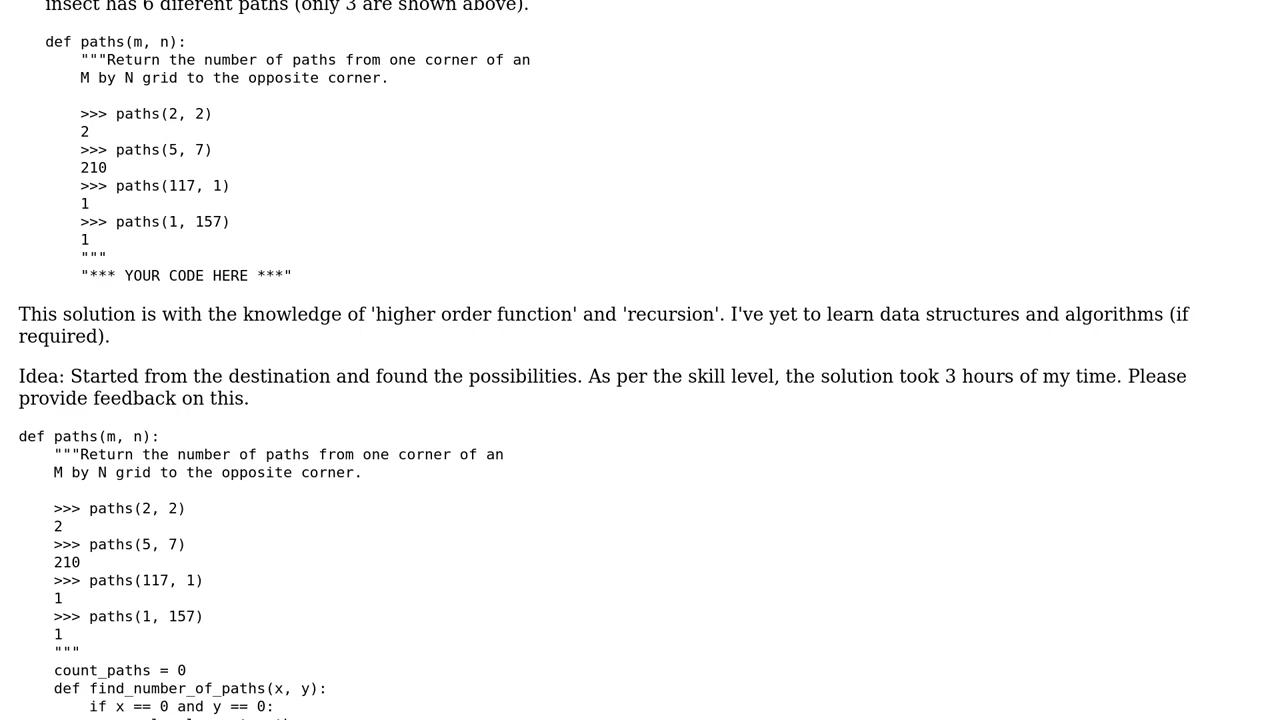 insect has 6 diferent paths (only 3 are shown above).
def paths(m, n):
"""Return the number of paths from one corner of an
M by N grid to the opposite corner.
>>> paths(2, 2)
2
>>> paths(5, 7)
210
>>> paths(117, 1)
1
>>> paths(1, 157)
1
"""
"*** YOUR CODE HERE ***"
This solution is with the knowledge of 'higher order function' and 'recursion'. I've yet to learn data structures and algorithms (if
required).
Idea: Started from the destination and found the possibilities. As per the skill level, the solution took 3 hours of my time. Please
provide feedback on this.
def paths(m, n):
"""Return the number of paths from one corner of an
M by N grid to the opposite corner.
>>> paths(2, 2)
2
>>> paths(5, 7)
210
>>> paths(117, 1)
1
>>> paths(1, 157)
1
"""
count_paths = 0
def find_number_of_paths(x, y):
if x == 0 and y == 0: